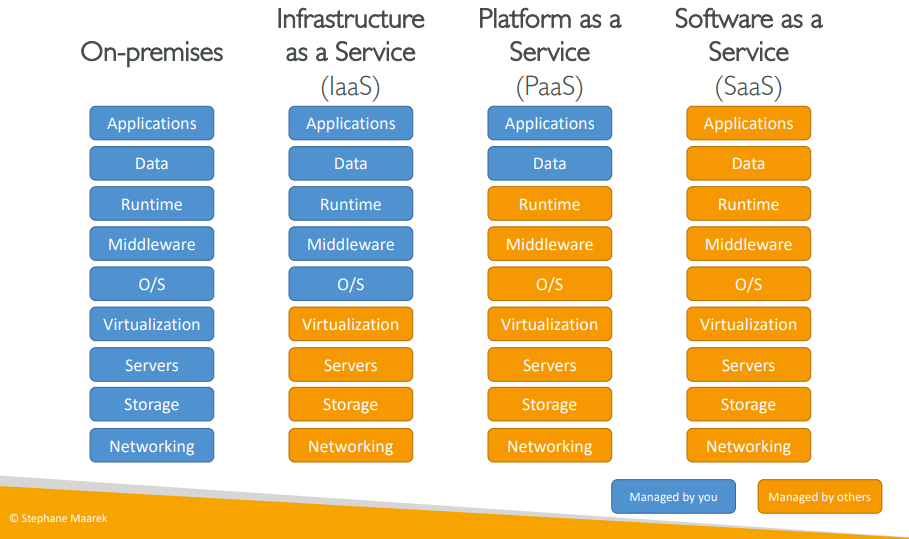 On-premises
Infrastructure
as a Service
(IaaS)
Platform as a
Service
(PaaS)
Software as a
Service
(SaaS)
Applications
Data
Runtime
Middleware
O/S
Virtualization
Servers
Storage
Networking
Applications
Data
Runtime
Middleware
O/S
Virtualization
Servers
Storage
Networking
Applications
Data
Runtime
Middleware
O/S
Virtualization
Servers
Storage
Networking
Applications
Data
Runtime
Middleware
O/S
Virtualization
Servers
Storage
Networking
Managed by you
Managed by others
© Stephane Maarek